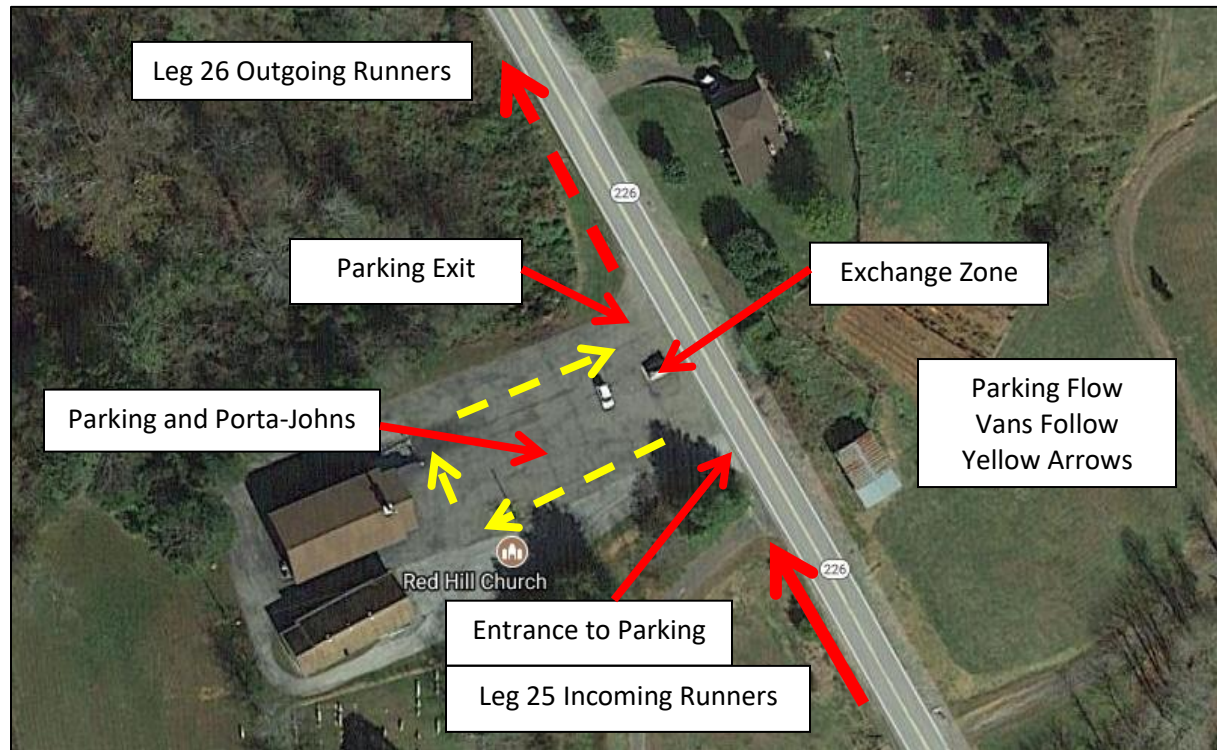 Leg 26 Outgoing Runners
226
Parking Exit
Exchange Zone
Parking and Porta-Johns
Parking Flow
Vans Follow
Yellow Arrows
Red Hill Church
226
Entrance to Parking
Leg 25 Incoming Runners